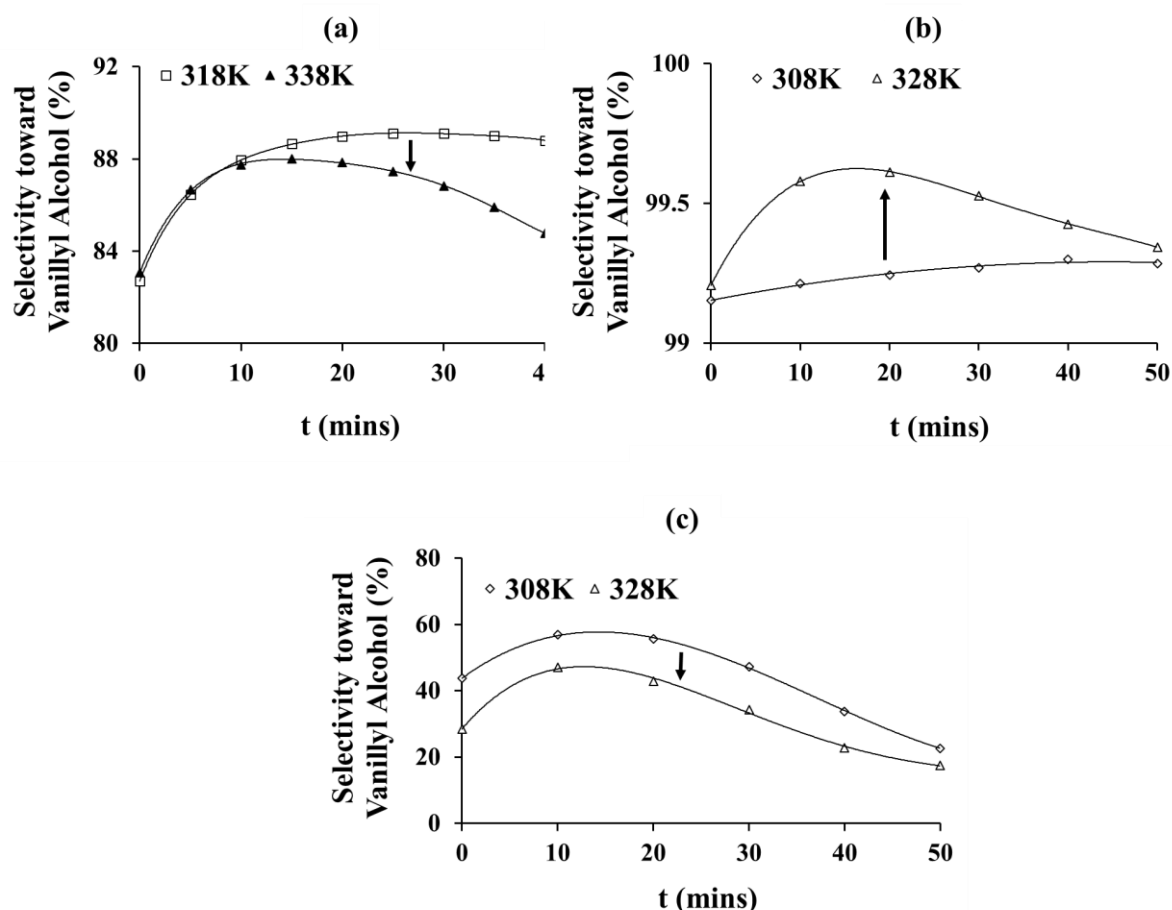 (a)
Selectivity toward
Vanillyl Alcohol (%)
318K 338K
92
88
84
80
0 10 20 30 4
t (mins)
(b)
Selectivity toward
Vanillyl Alcohol (%)
308K 328K
100
99.5
99
0 10 20 30 40 50
t (mins)
(c)
Selectivity toward
Vanillyl Alcohol (%)
308K 328K
80
60
40
20
0
0 10 20 30 40 50
t (mins)